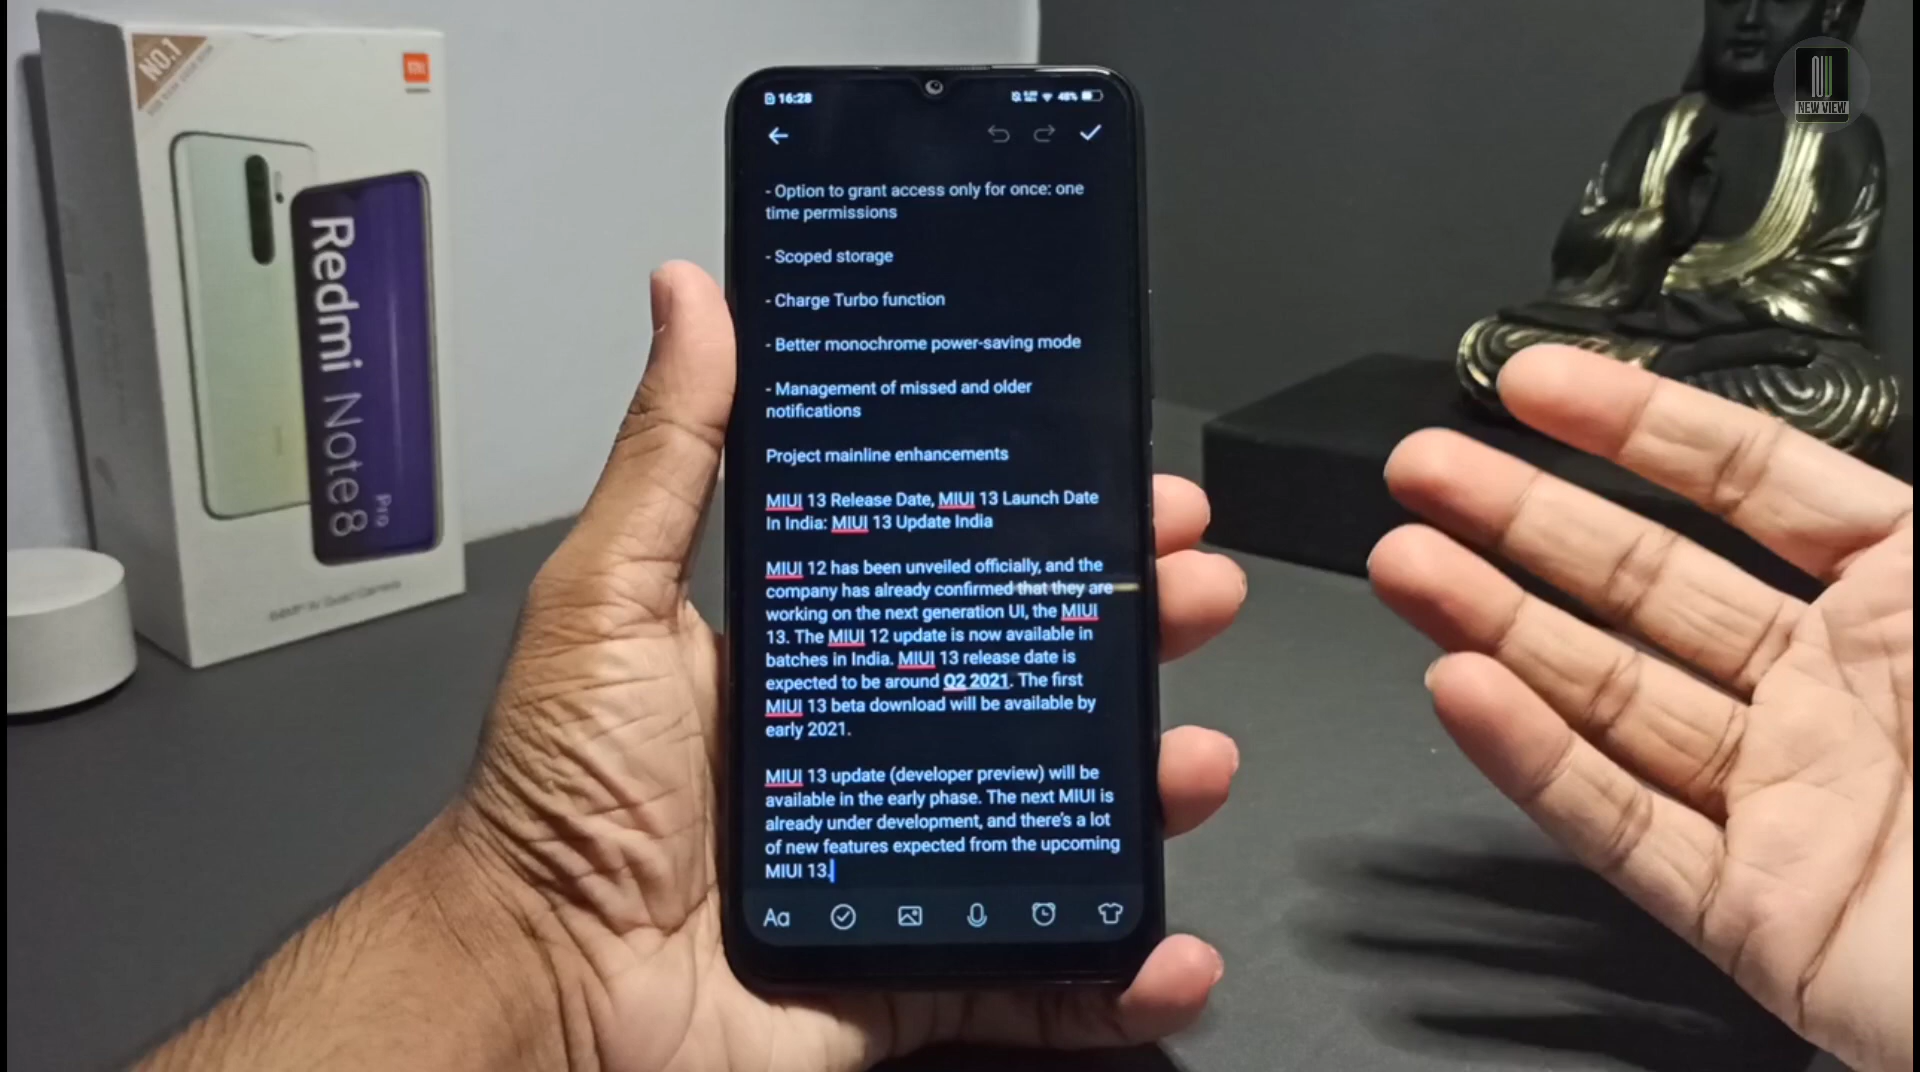 NO.1
Redmi Note 8
Pro
NEW VIEW
16:28
48%
- Option to grant access only for once: one
time permissions
- Scoped storage
- Charge Turbo function
- Better monochrome power-saving mode
- Management of missed and older
notifications
Project mainline enhancements
MIUI 13 Release Date, MIUI 13 Launch Date
In India: MIUI 13 Update India
MIUI 12 has been unveiled officially, and the
company has already confirmed that they are
working on the next generation UI, the MIUI
13. The MIUI 12 update is now available in
batches in India. MIUI 13 release date is
expected to be around Q2 2021. The first
MIUI 13 beta download will be available by
early 2021.
MIUI 13 update (developer preview) will be
available in the early phase. The next MIUI is
already under development, and there's a lot
of new features expected from the upcoming
MIUI 13.
Aa